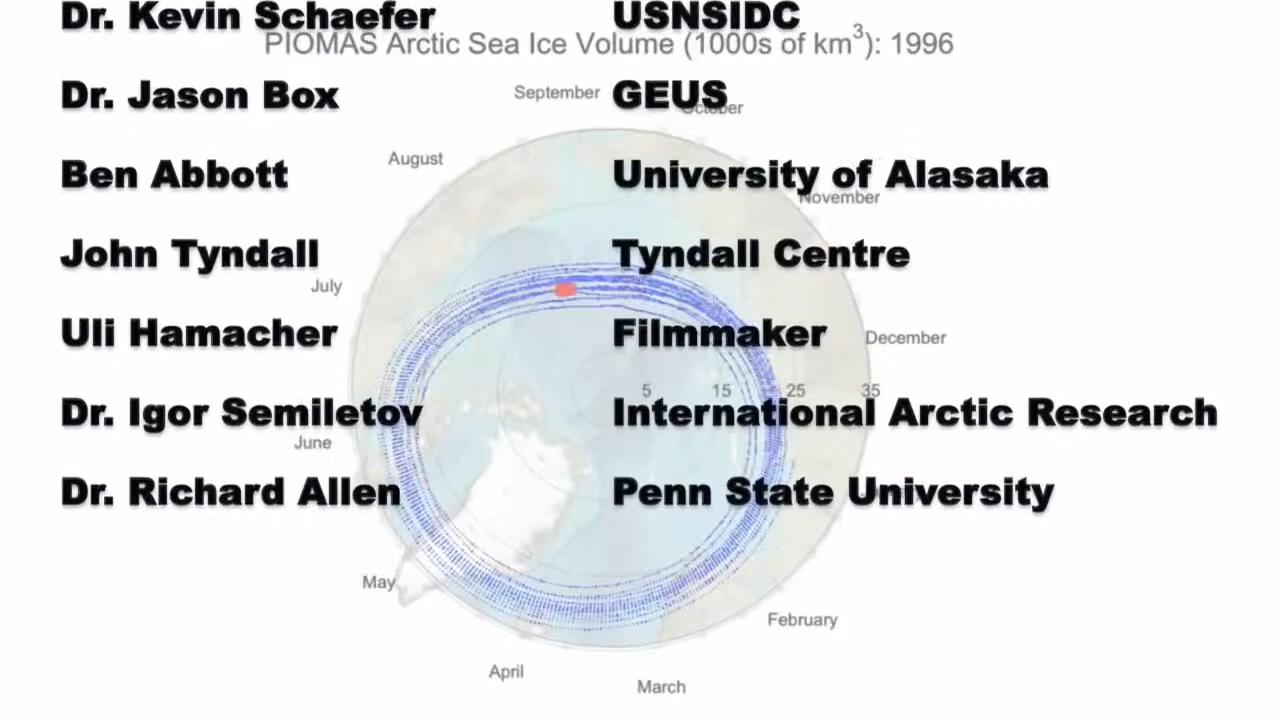 Dr. Kevin Schaefer USNSIDC
PIOMAS Arctic Sea Ice Volume (1000s of km3): 1996
Dr. Jason Box GEUS
September
October
August
Ben Abbott University of Alasaka
November
John Tyndall Tyndall Centre
July
Uli Hamacher Filmmaker
December
5 15 25 35
Dr. Igor Semiletov International Arctic Research
June
Dr. Richard Allen Penn State University
May
February
April
March